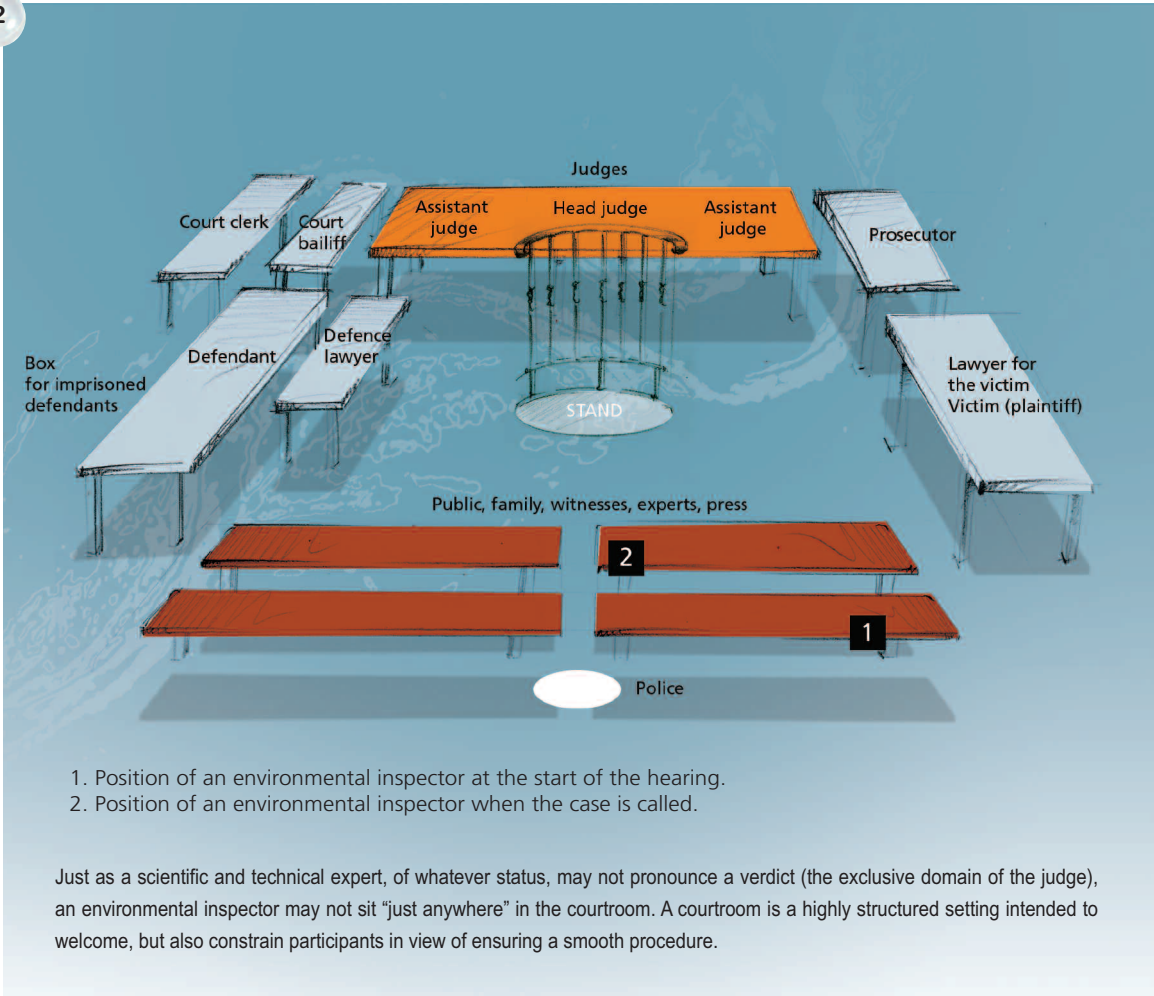 2
Judges
Assistant
judge
Head judge
Assistant
judge
Court clerk
Court
bailiff
Prosecutor
Defendant
Defence
lawyer
Box
for imprisoned
defendants
Lawyer for
the victim
Victim (plaintiff)
STAND
Public, family, witnesses, experts, press
2
1
Police
1. Position of an environmental inspector at the start of the hearing.
2. Position of an environmental inspector when the case is called.
Just as a scientific and technical expert, of whatever status, may not pronounce a verdict (the exclusive domain of the judge),
an environmental inspector may not sit “just anywhere” in the courtroom. A courtroom is a highly structured setting intended to
welcome, but also constrain participants in view of ensuring a smooth procedure.